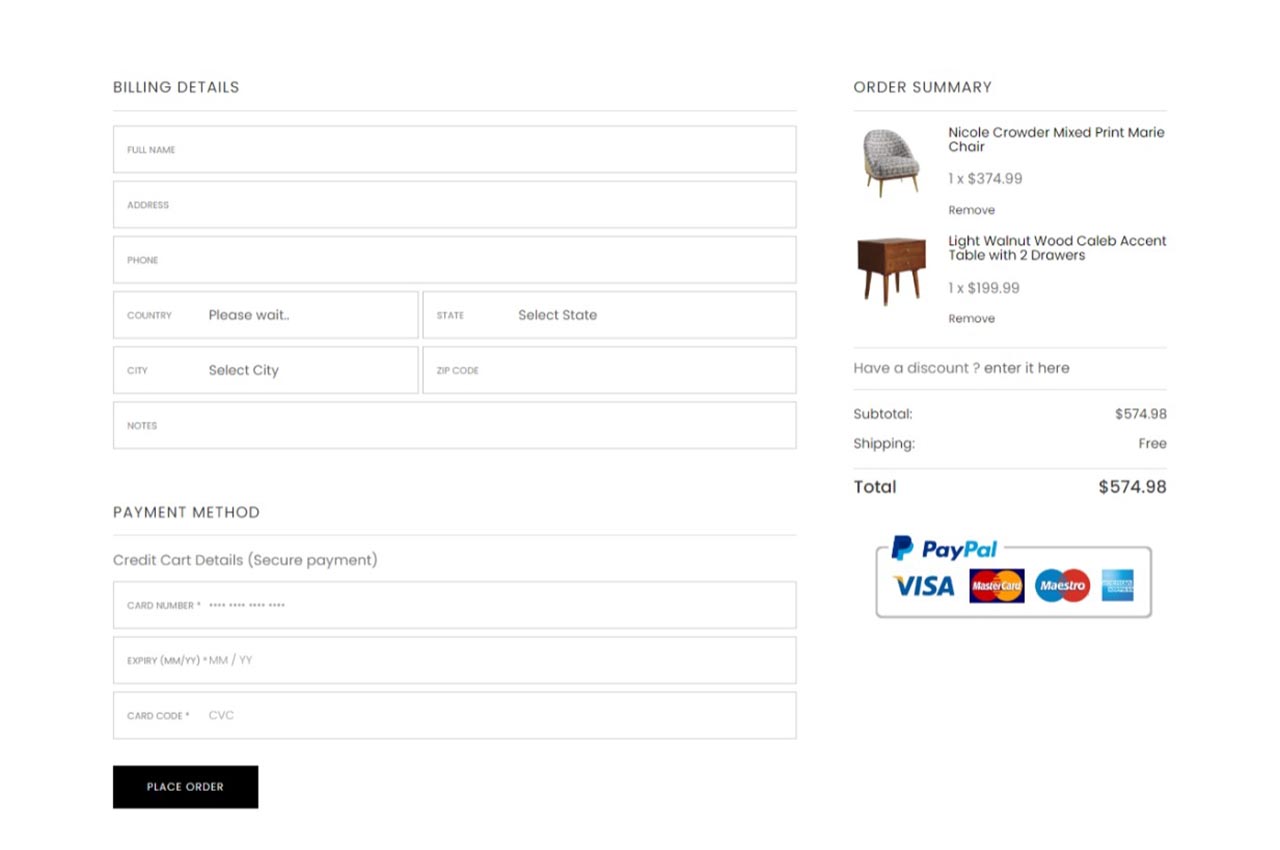 BILLING DETAILS
FULL NAME
ADDRESS
PHONE
COUNTRY Please wait..
STATE Select State
CITY Select City
ZIP CODE
NOTES
PAYMENT METHOD
Credit Cart Details (Secure payment)
CARD NUMBER * •••• •••• •••• ••••
EXPIRY (MM/YY) * MM / YY
CARD CODE * CVC
PLACE ORDER
ORDER SUMMARY
Nicole Crowder Mixed Print Marie
Chair
1 x $374.99
Remove
Light Walnut Wood Caleb Accent
Table with 2 Drawers
1 x $199.99
Remove
Have a discount ? enter it here
Subtotal: $574.98
Shipping: Free
Total $574.98
PayPal
VISA MasterCard Maestro AMERICAN EXPRESS